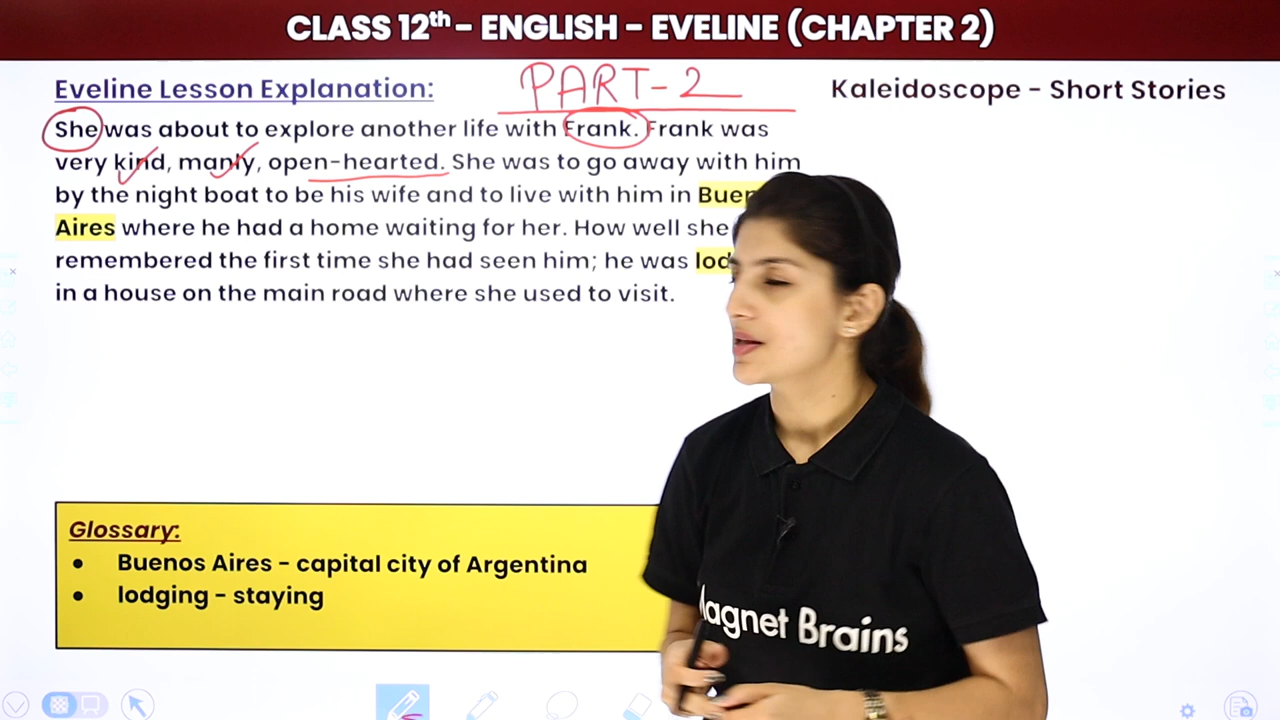 CLASS 12th - ENGLISH - EVELINE (CHAPTER 2)
Eveline Lesson Explanation:
PART-2
Kaleidoscope - Short Stories
She was about to explore another life with Frank. Frank was
very kind, manly, open-hearted. She was to go away with him
by the night boat to be his wife and to live with him in
Aires where he had a home waiting for her. How well she
remembered the first time she had seen him; he was
in a house on the main road where she used to visit.
Glossary:
• Buenos Aires - capital city of Argentina
• lodging - staying
Magnet Brains